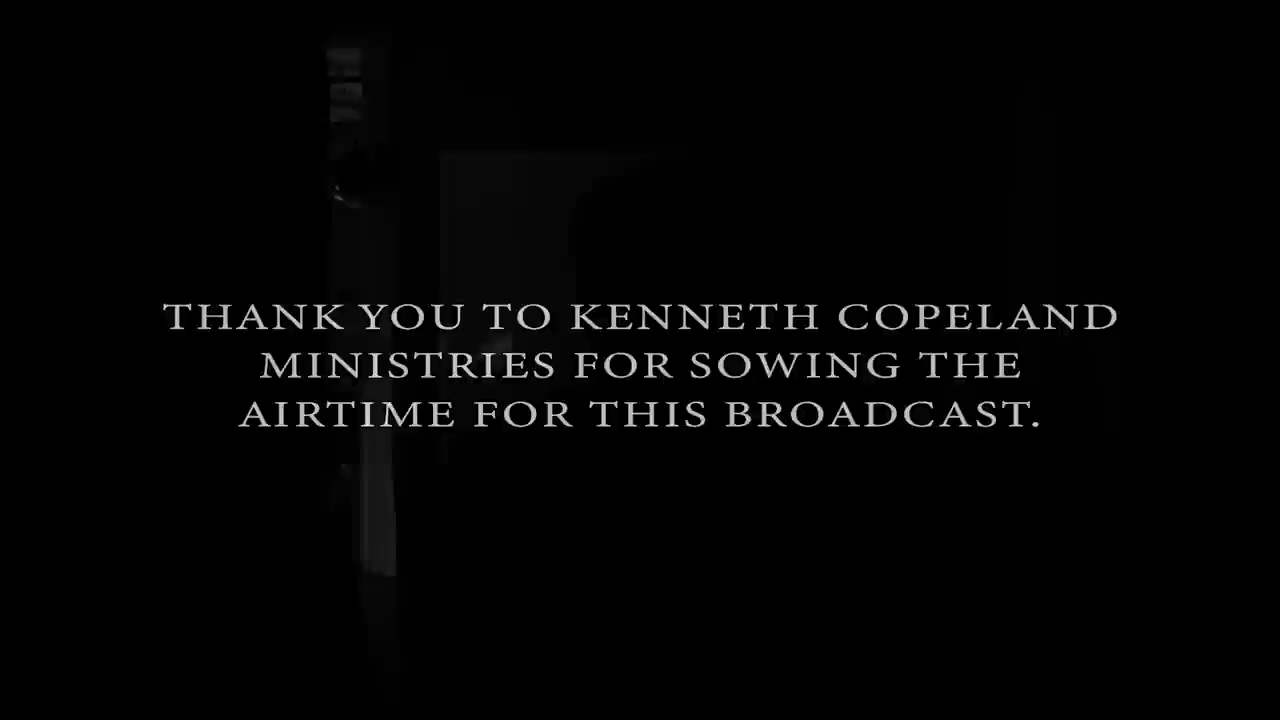 THANK YOU TO KENNETH COPELAND
MINISTRIES FOR SOWING THE
AIRTIME FOR THIS BROADCAST.